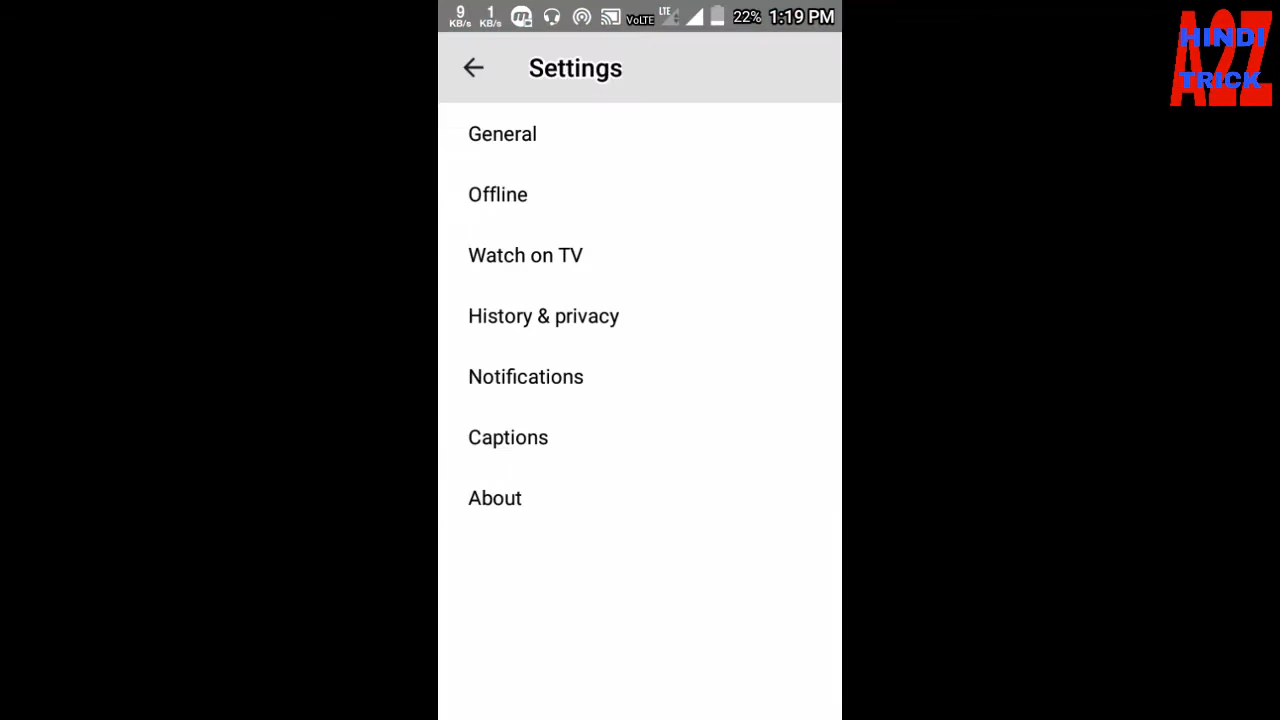 9 KB/s 1 KB/s VoLTE LTE 22% 1:19 PM
Settings
General
Offline
Watch on TV
History & privacy
Notifications
Captions
About
A2Z
HINDI
TRICK